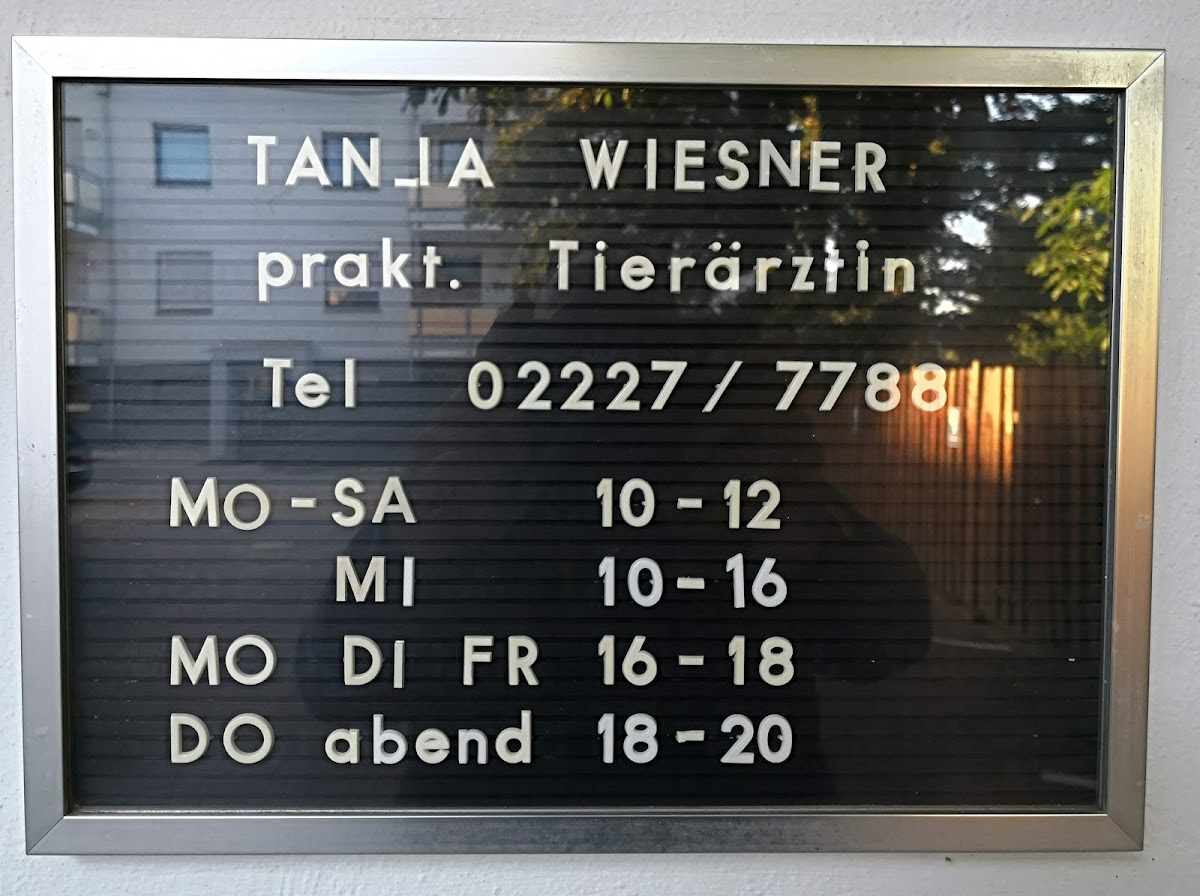 TANJA WIESNER
prakt. Tierärztin
Tel 02227/7788
MO-SA 10-12
MI 10-16
MO DI FR 16-18
DO abend 18-20